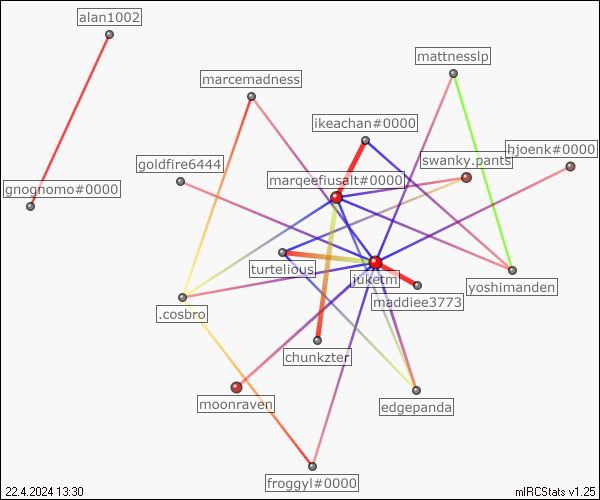 alan1002
mattnesslp
marcemadness
ikeachan#0000
hjoenk#0000
swanky.pants
goldfire6444
marqeefiusalt#0000
gnognomo#0000
turtelious
juketm
yoshimanden
maddiee3773
.cosbro
chunkzter
moonraven
edgepanda
froggyl#0000
22.4.2024 13:30
mIRCStats v1.25